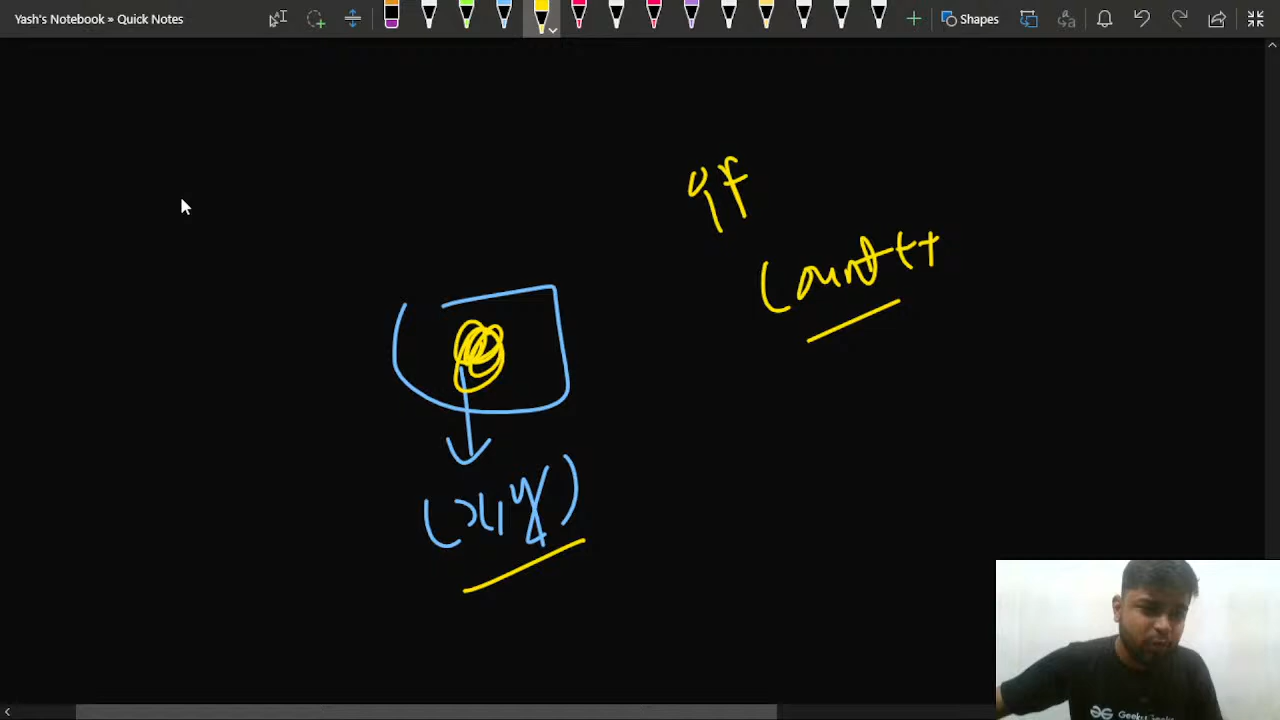 Yash's Notebook » Quick Notes
Shapes
if
Count++
(x,y)